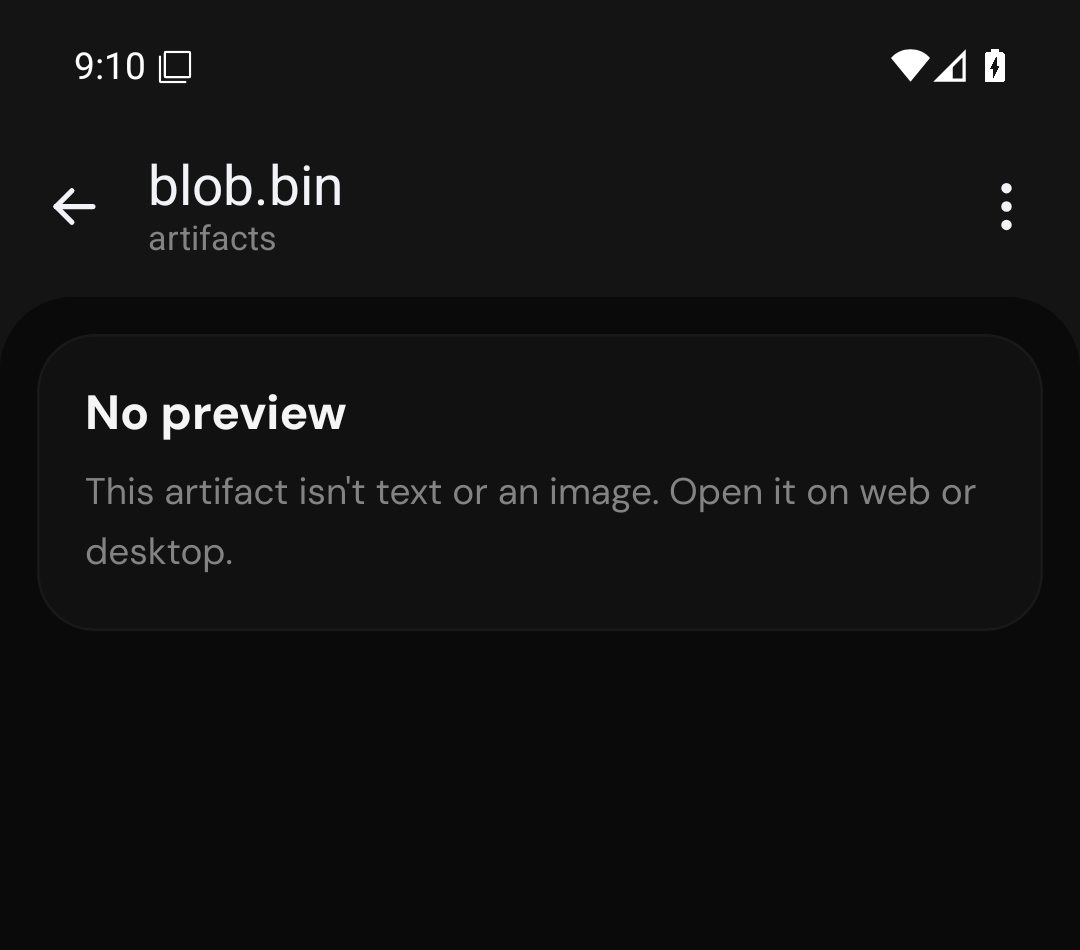 9:10
blob.bin
artifacts
No preview
This artifact isn't text or an image. Open it on web or
desktop.